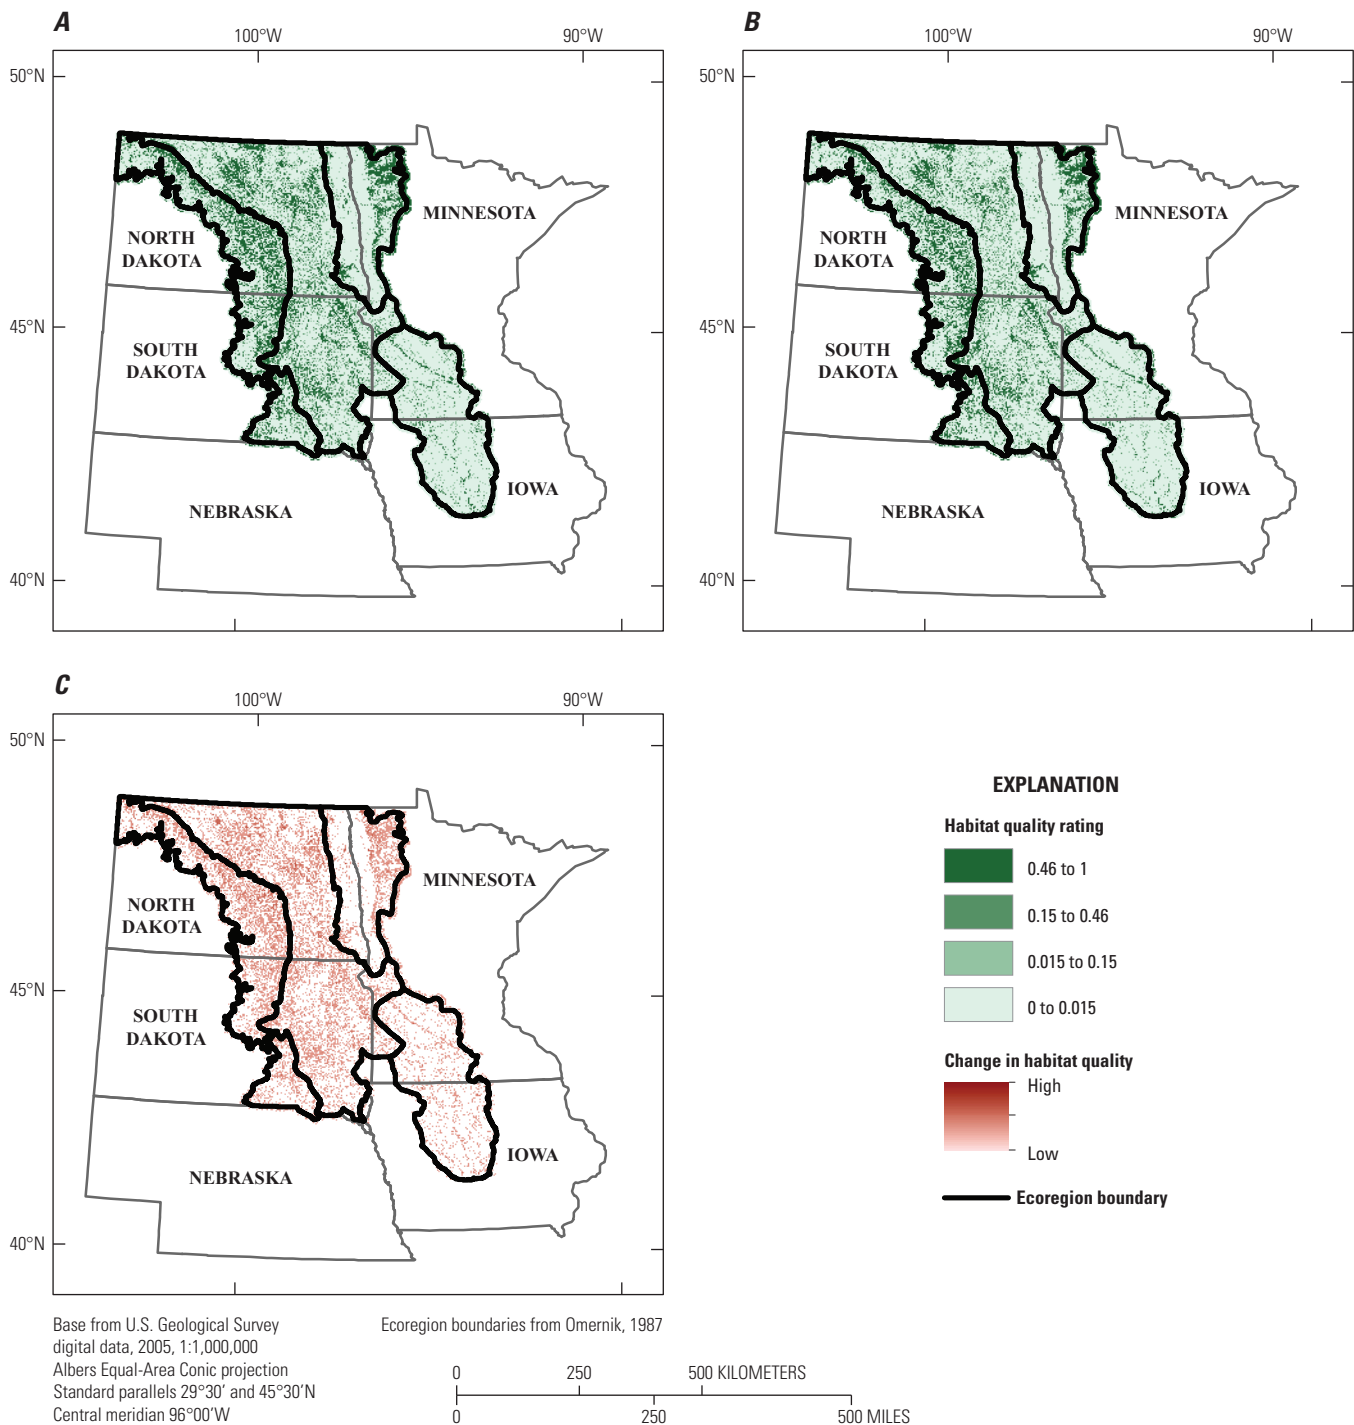 A
100°W
90°W
50°N
MINNESOTA
NORTH
DAKOTA
45°N
SOUTH
DAKOTA
IOWA
NEBRASKA
40°N
B
100°W
90°W
50°N
MINNESOTA
NORTH
DAKOTA
45°N
SOUTH
DAKOTA
IOWA
NEBRASKA
40°N
C
100°W
90°W
50°N
MINNESOTA
NORTH
DAKOTA
45°N
SOUTH
DAKOTA
IOWA
NEBRASKA
40°N
EXPLANATION
Habitat quality rating
0.46 to 1
0.15 to 0.46
0.015 to 0.15
0 to 0.015
Change in habitat quality
High
Low
Ecoregion boundary
Base from U.S. Geological Survey
digital data, 2005, 1:1,000,000
Albers Equal-Area Conic projection
Standard parallels 29°30' and 45°30'N
Central meridian 96°00'W
Ecoregion boundaries from Omernik, 1987
0 250 500 KILOMETERS
0 250 500 MILES